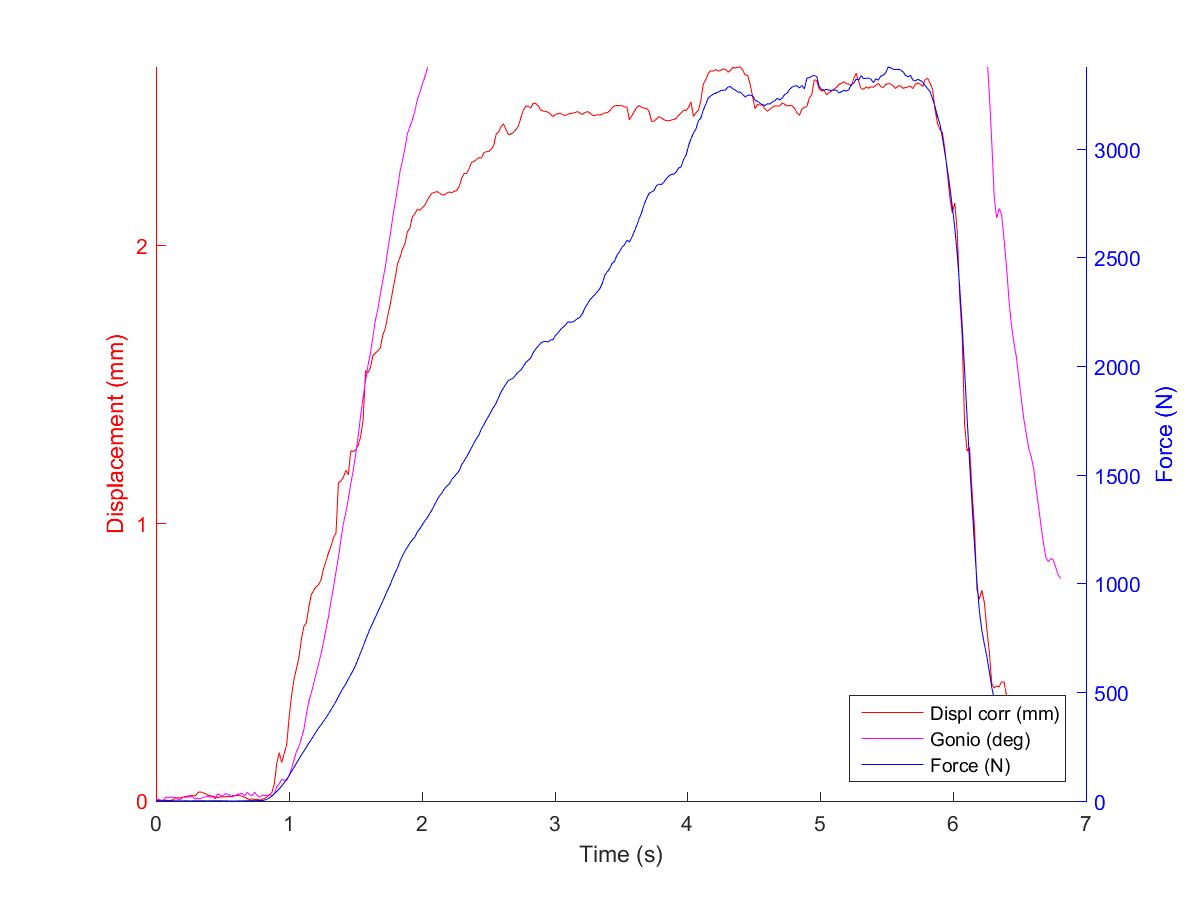 Displacement (mm)
2
1
0
0 1 2 3 4 5 6 7
Time (s)
3000
2500
2000
1500
1000
500
0
Force (N)
Displ corr (mm)
Gonio (deg)
Force (N)